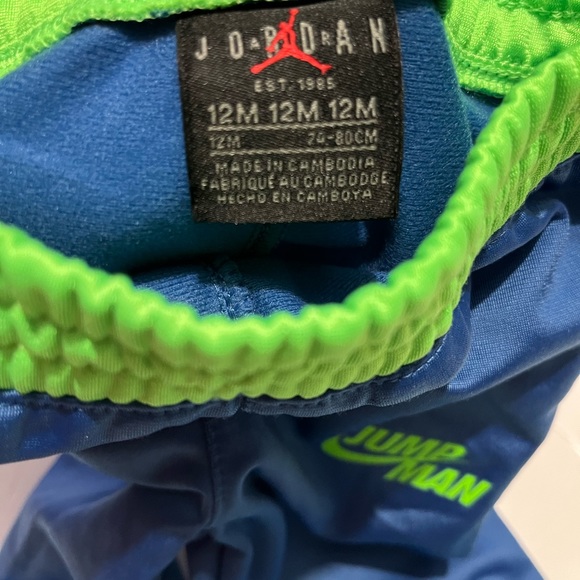 JORDAN
EST. 1985
12M 12M 12M
12M 74-80CM
MADE IN CAMBODIA
FABRIQUÉ AU CAMBODGE
HECHO EN CAMBOYA
JUMP
MAN